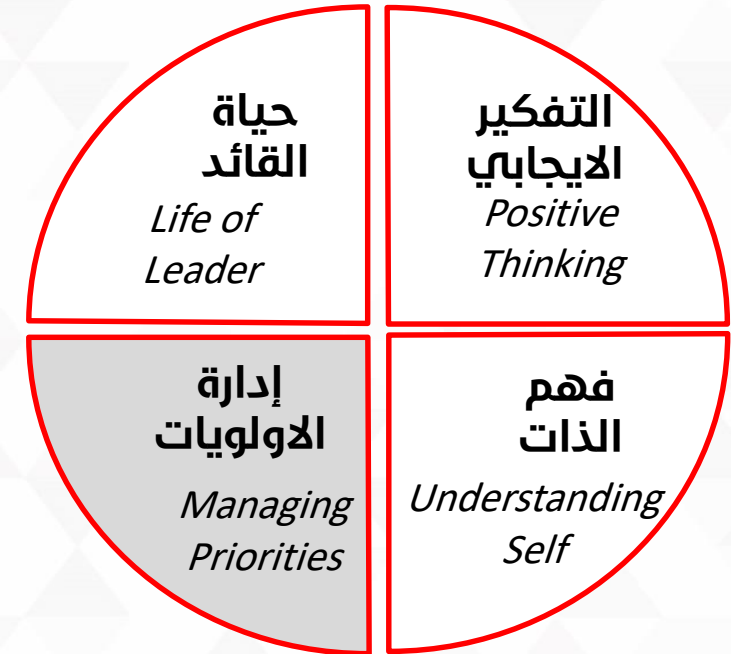 التفكير
الايجابي
Positive
Thinking
حياة
القائد
Life of
Leader
فهم
الذات
Understanding
Self
إدارة
الاولويات
Managing
Priorities